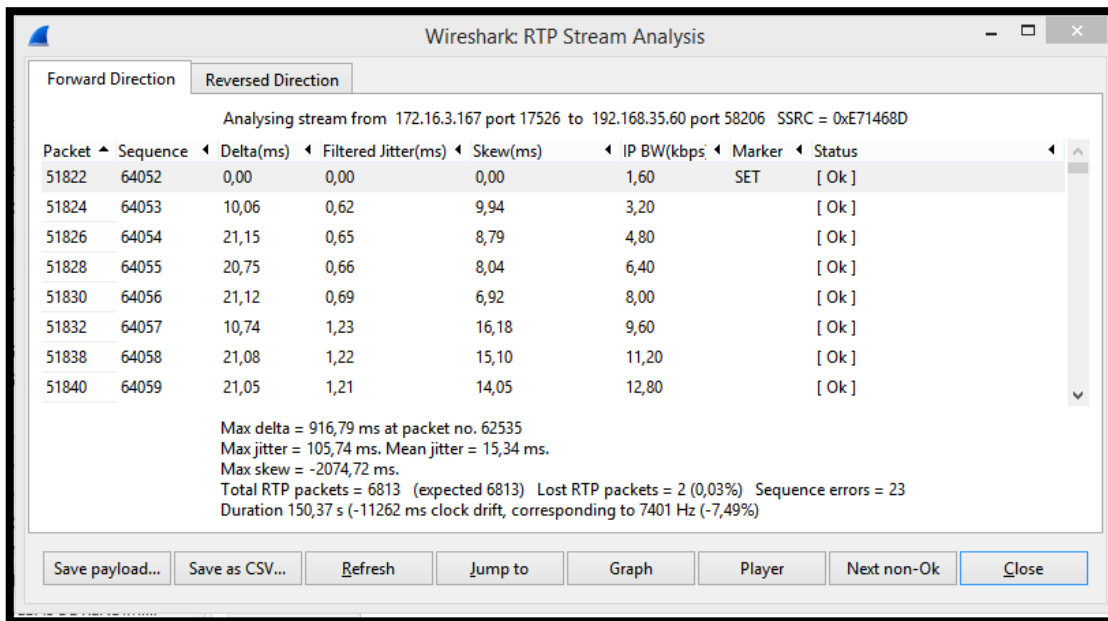 Wireshark: RTP Stream Analysis
Forward Direction Reversed Direction
Analysing stream from 172.16.3.167 port 17526 to 192.168.35.60 port 58206 SSRC = 0xE71468D
Packet Sequence Delta(ms) Filtered Jitter(ms) Skew(ms) IP BW(kbps) Marker Status
51822 64052 0,00 0,00 0,00 1,60 SET [ Ok ]
51824 64053 10,06 0,62 9,94 3,20 [ Ok ]
51826 64054 21,15 0,65 8,79 4,80 [ Ok ]
51828 64055 20,75 0,66 8,04 6,40 [ Ok ]
51830 64056 21,12 0,69 6,92 8,00 [ Ok ]
51832 64057 10,74 1,23 16,18 9,60 [ Ok ]
51838 64058 21,08 1,22 15,10 11,20 [ Ok ]
51840 64059 21,05 1,21 14,05 12,80 [ Ok ]
Max delta = 916,79 ms at packet no. 62535
Max jitter = 105,74 ms. Mean jitter = 15,34 ms.
Max skew = -2074,72 ms.
Total RTP packets = 6813 (expected 6813) Lost RTP packets = 2 (0,03%) Sequence errors = 23
Duration 150,37 s (-11262 ms clock drift, corresponding to 7401 Hz (-7,49%)
Save payload... Save as CSV... Refresh Jump to Graph Player Next non-Ok Close